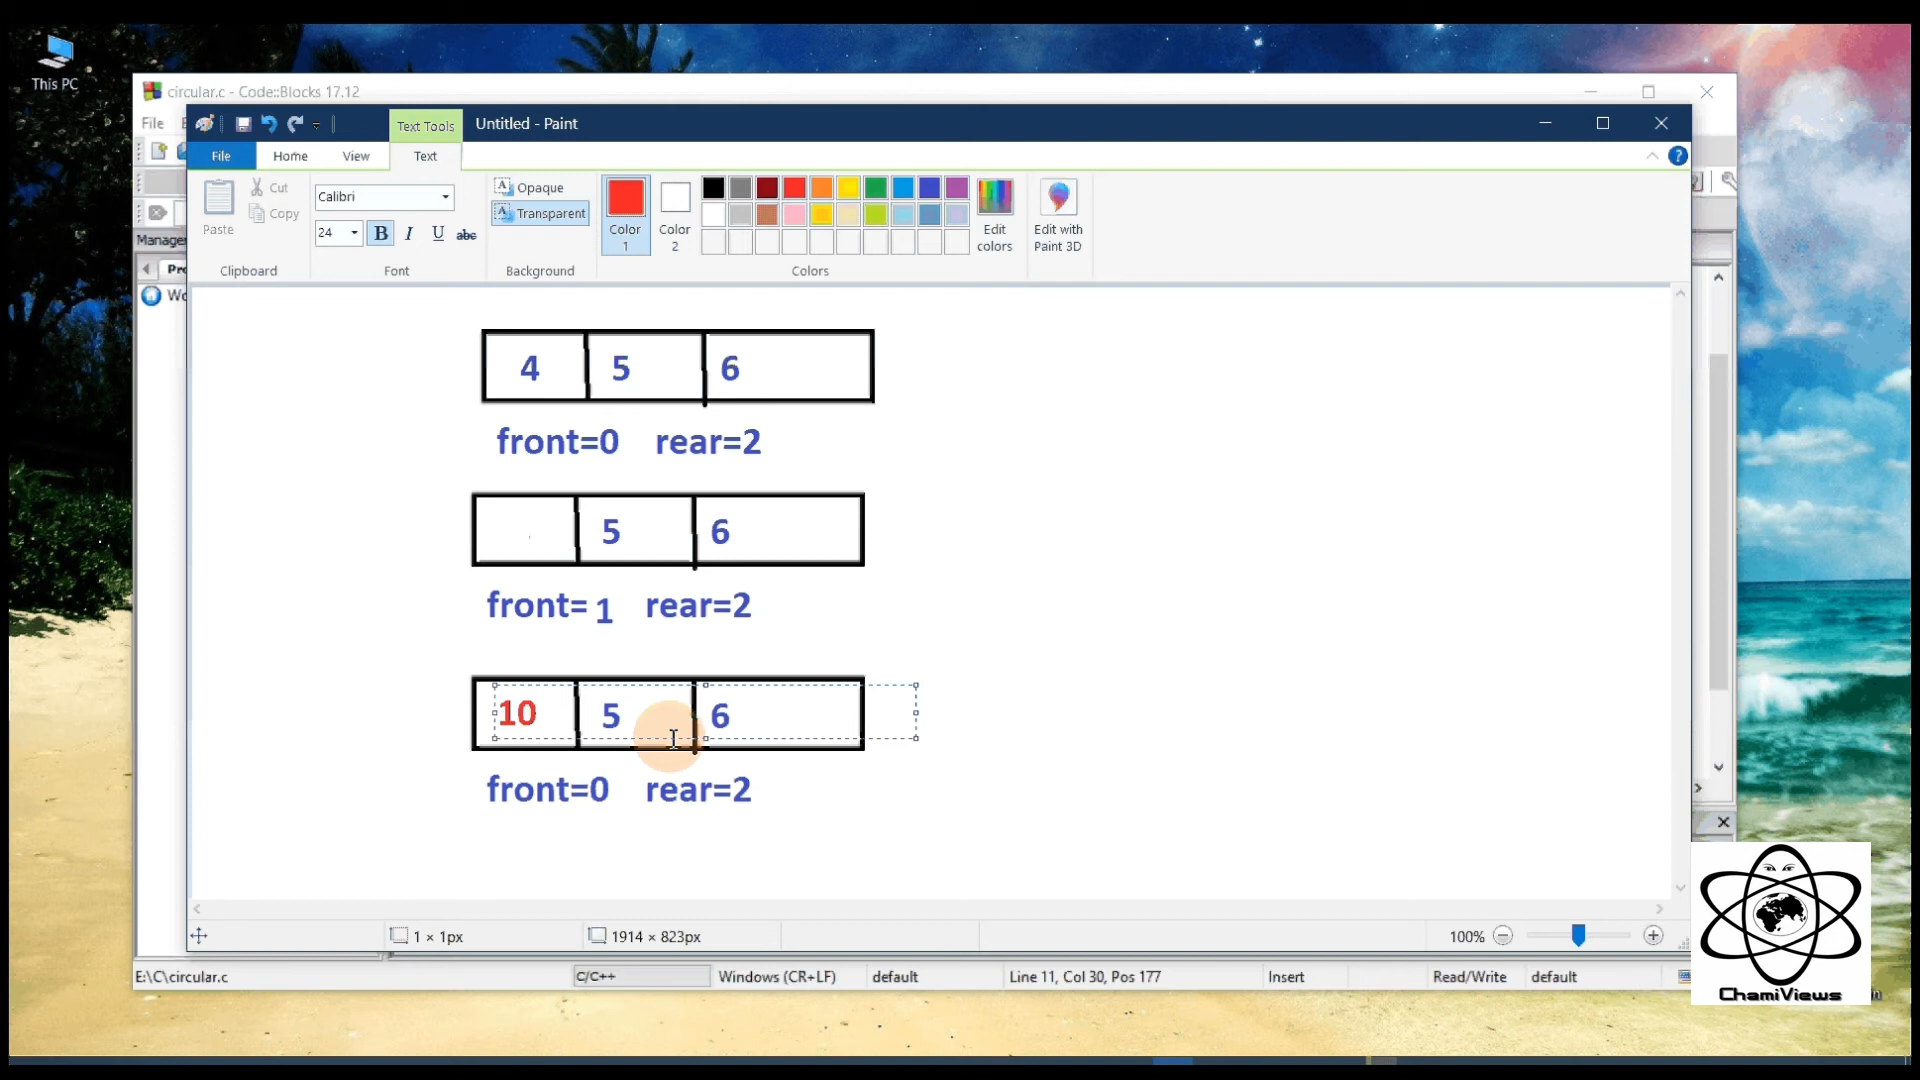 This PC
circular.c - Code::Blocks 17.12
File
Text Tools
Untitled - Paint
File Home View Text
Paste
Cut
Copy
Clipboard
Calibri
24 B I U abc
Font
Opaque
Transparent
Background
Color 1
Color 2
Edit colors
Colors
Edit with Paint 3D
Manager
4 5 6
front=0 rear=2
5 6
front= 1 rear=2
10 5 6
front=0 rear=2
1 × 1px
1914 × 823px
100%
E:\C\circular.c
C/C++
Windows (CR+LF)
default
Line 11, Col 30, Pos 177
Insert
Read/Write
default
ChamiViews